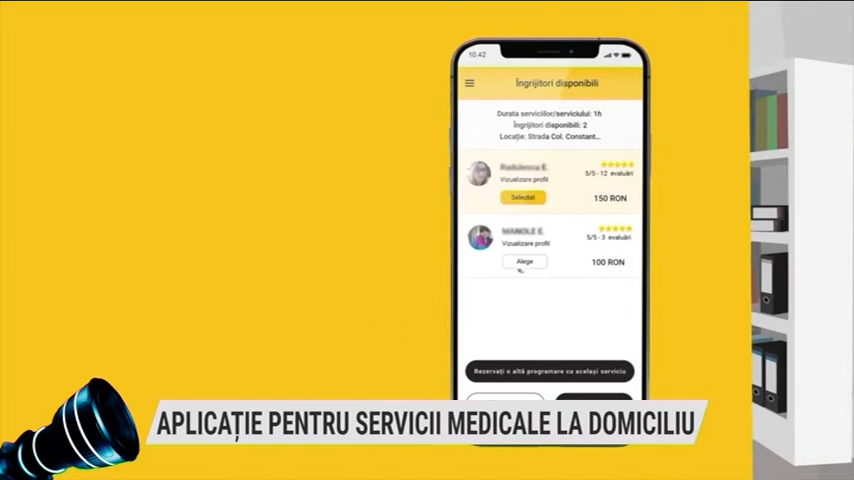 10.42
Îngrijitori disponibili
Durata serviciilor/serviciului: 1h
Îngrijitori disponibili: 2
Locație: Strada Col. Constant...
Vizualizare profil
5/5 - 12 evaluări
Selectat
150 RON
MANOLE E.
Vizualizare profil
5/5 - 3 evaluări
Alege
100 RON
Rezervați o altă programare cu același serviciu
APLICAȚIE PENTRU SERVICII MEDICALE LA DOMICILIU